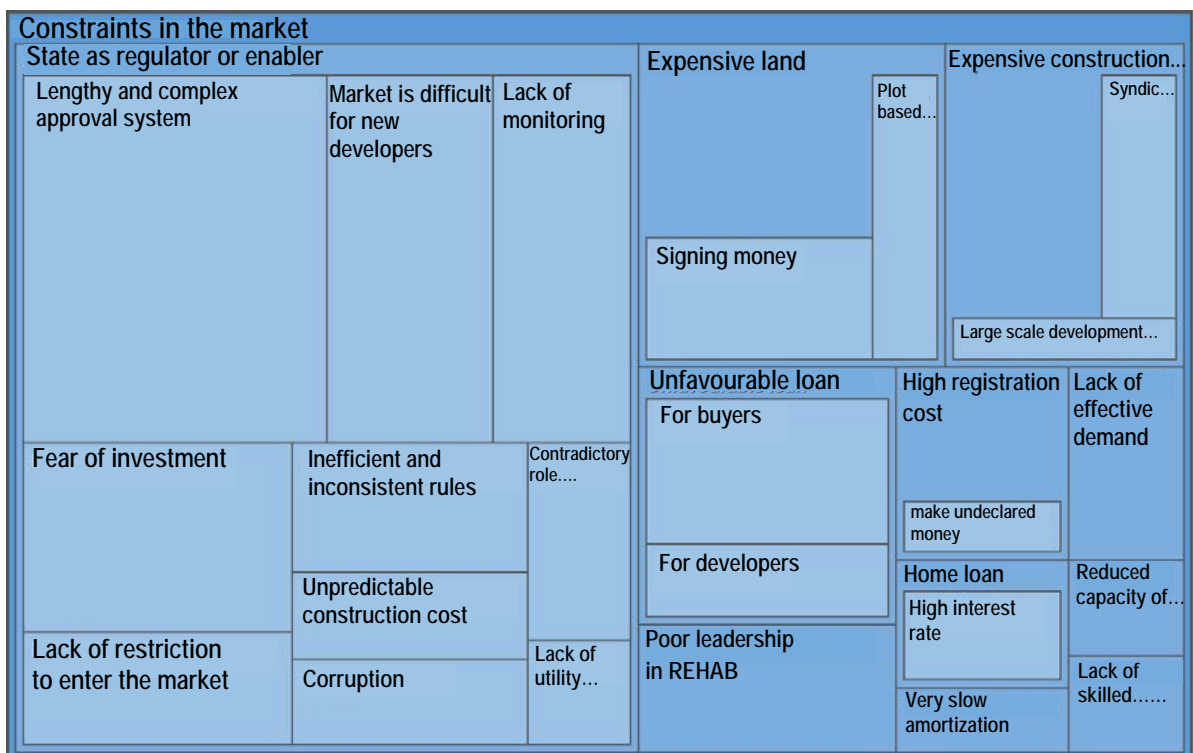 Constraints in the market
State as regulator or enabler
Lengthy and complex
approval system
Market is difficult
for new
developers
Lack of
monitoring
Fear of investment
Inefficient and
inconsistent rules
Contradictory
role....
Unpredictable
construction cost
Lack of restriction
to enter the market
Corruption
Lack of
utility...
Expensive land
Plot
based...
Signing money
Expensive construction...
Syndic...
Large scale development...
Unfavourable loan
For buyers
For developers
High registration
cost
make undeclared
money
Lack of
effective
demand
Home loan
High interest
rate
Reduced
capacity of...
Poor leadership
in REHAB
Very slow
amortization
Lack of
skilled......